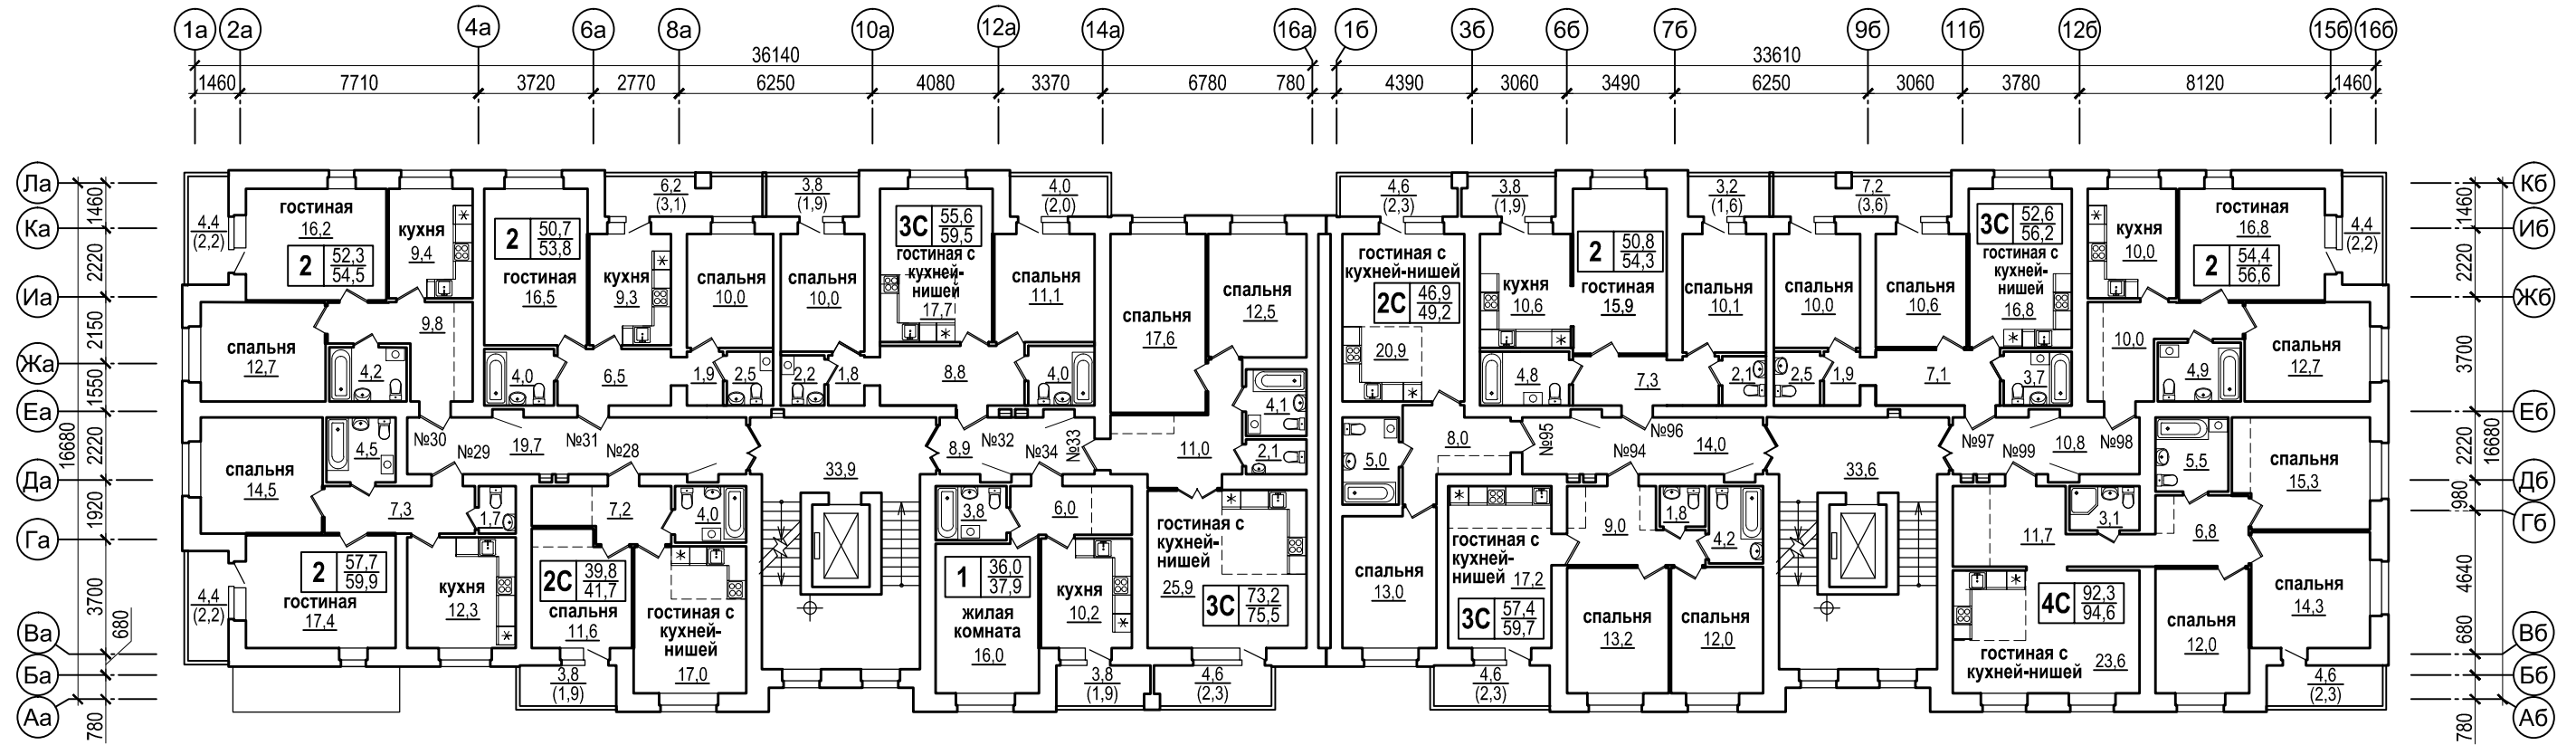 1а 2а 4а 6а 8а 10а 12а 14а 16а 1б 3б 6б 7б 9б 11б 12б 15б 16б
36140 33610
1460 7710 3720 2770 6250 4080 3370 6780 780 4390 3060 3490 6250 3060 3780 8120 1460
Ла
Ка
Иа
Жа
Еа
Да
Га
Ва
Ба
Аа
16680
1460
2220
2150
1550
2220
1920
3700
680
780
4,4
(2,2)
гостиная
16,2
2 52,3
54,5
кухня
9,4
9,8
спальня
12,7
4,2
2 50,7
53,8
гостиная
16,5
6,2
(3,1)
кухня
9,3
спальня
10,0
4,0
6,5
1,9
2,5
3,8
(1,9)
спальня
10,0
2,2
1,8
3С 55,6
59,5
гостиная с
кухней-
нишей
17,7
8,8
4,0
(2,0)
спальня
11,1
4,0
спальня
17,6
спальня
12,5
4,1
2,1
11,0
№30
№29
19,7
№31
№28
33,9
8,9
№32
№34
№33
спальня
14,5
4,5
7,3
1,7
4,4
(2,2)
2 57,7
59,9
гостиная
17,4
кухня
12,3
7,2
4,0
2С 39,8
41,7
спальня
11,6
гостиная с
кухней-
нишей
17,0
3,8
(1,9)
3,8
6,0
1 36,0
37,9
жилая
комната
16,0
кухня
10,2
3,8
(1,9)
гостиная с
кухней-
нишей
25,9
3С 73,2
75,5
4,6
(2,3)
4,6
(2,3)
гостиная с
кухней-нишей
2С 46,9
49,2
20,9
3,8
(1,9)
кухня
10,6
2 50,8
54,3
гостиная
15,9
3,2
(1,6)
спальня
10,1
4,8
7,3
2,1
7,2
(3,6)
спальня
10,0
спальня
10,6
2,5
1,9
7,1
3С 52,6
56,2
гостиная с
кухней-
нишей
16,8
3,7
кухня
10,0
гостиная
16,8
2 54,4
56,6
4,4
(2,2)
10,0
4,9
спальня
12,7
5,0
8,0
№95
№94
№96
14,0
33,6
№97
№99
10,8
№98
спальня
13,0
гостиная с
кухней-
нишей 17,2
3С 57,4
59,7
4,6
(2,3)
9,0
1,8
4,2
спальня
13,2
спальня
12,0
11,7
3,1
5,5
6,8
спальня
15,3
4С 92,3
94,6
гостиная с
кухней-нишей 23,6
спальня
12,0
спальня
14,3
4,6
(2,3)
Кб
Иб
Жб
Еб
Дб
Гб
Вб
Бб
Аб
1460
2220
3700
2220
980
4640
680
780
16680